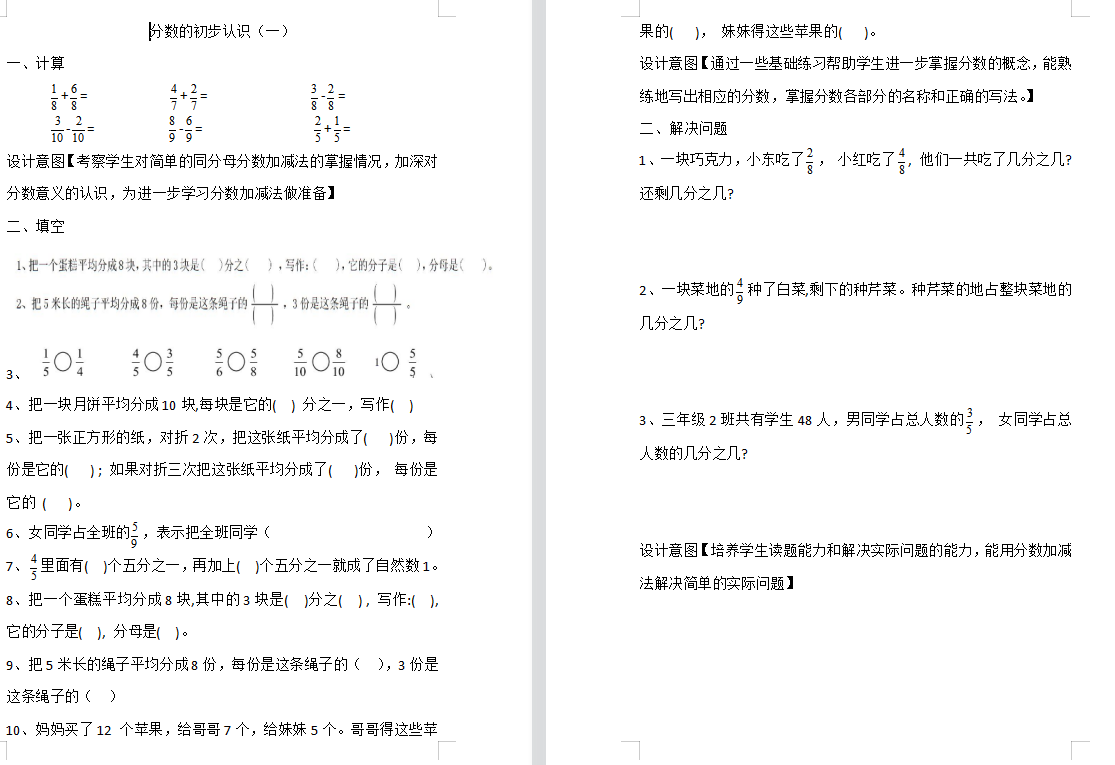 分数的初步认识（一）
一、计算
1/8+6/8= 4/7+2/7= 3/8-2/8=
3/10-2/10= 8/9-6/9= 2/5+1/5=
设计意图【考察学生对简单的同分母分数加减法的掌握情况，加深对
分数意义的认识，为进一步学习分数加减法做准备】
二、填空
1、把一个蛋糕平均分成8块,其中的3块是( )分之( ),写作:( ),它的分子是( ),分母是( )。
2、把5米长的绳子平均分成8份,每份是这条绳子的( )/( ),3份是这条绳子的( )/( )。
3、 1/5○1/4 4/5○3/5 5/6○5/8 5/10○8/10 1○5/5
4、把一块月饼平均分成10块,每块是它的( ) 分之一，写作( )
5、把一张正方形的纸，对折2次，把这张纸平均分成了( )份，每
份是它的( )；如果对折三次把这张纸平均分成了( )份， 每份是
它的 ( )。
6、女同学占全班的5/9，表示把全班同学（ ）
7、4/5里面有( )个五分之一，再加上( )个五分之一就成了自然数1。
8、把一个蛋糕平均分成8块,其中的3块是( )分之( )，写作:( ),
它的分子是( ), 分母是( )。
9、把5米长的绳子平均分成8份，每份是这条绳子的（ ），3份是
这条绳子的（ ）
10、妈妈买了12 个苹果，给哥哥7个，给妹妹5个。哥哥得这些苹
果的( )， 妹妹得这些苹果的( )。
设计意图【通过一些基础练习帮助学生进一步掌握分数的概念，能熟
练地写出相应的分数，掌握分数各部分的名称和正确的写法。】
二、解决问题
1、一块巧克力，小东吃了2/8， 小红吃了4/8, 他们一共吃了几分之几?
还剩几分之几?
2、一块菜地的4/9种了白菜,剩下的种芹菜。种芹菜的地占整块菜地的
几分之几?
3、三年级2班共有学生48人，男同学占总人数的3/5， 女同学占总
人数的几分之几?
设计意图【培养学生读题能力和解决实际问题的能力，能用分数加减
法解决简单的实际问题】